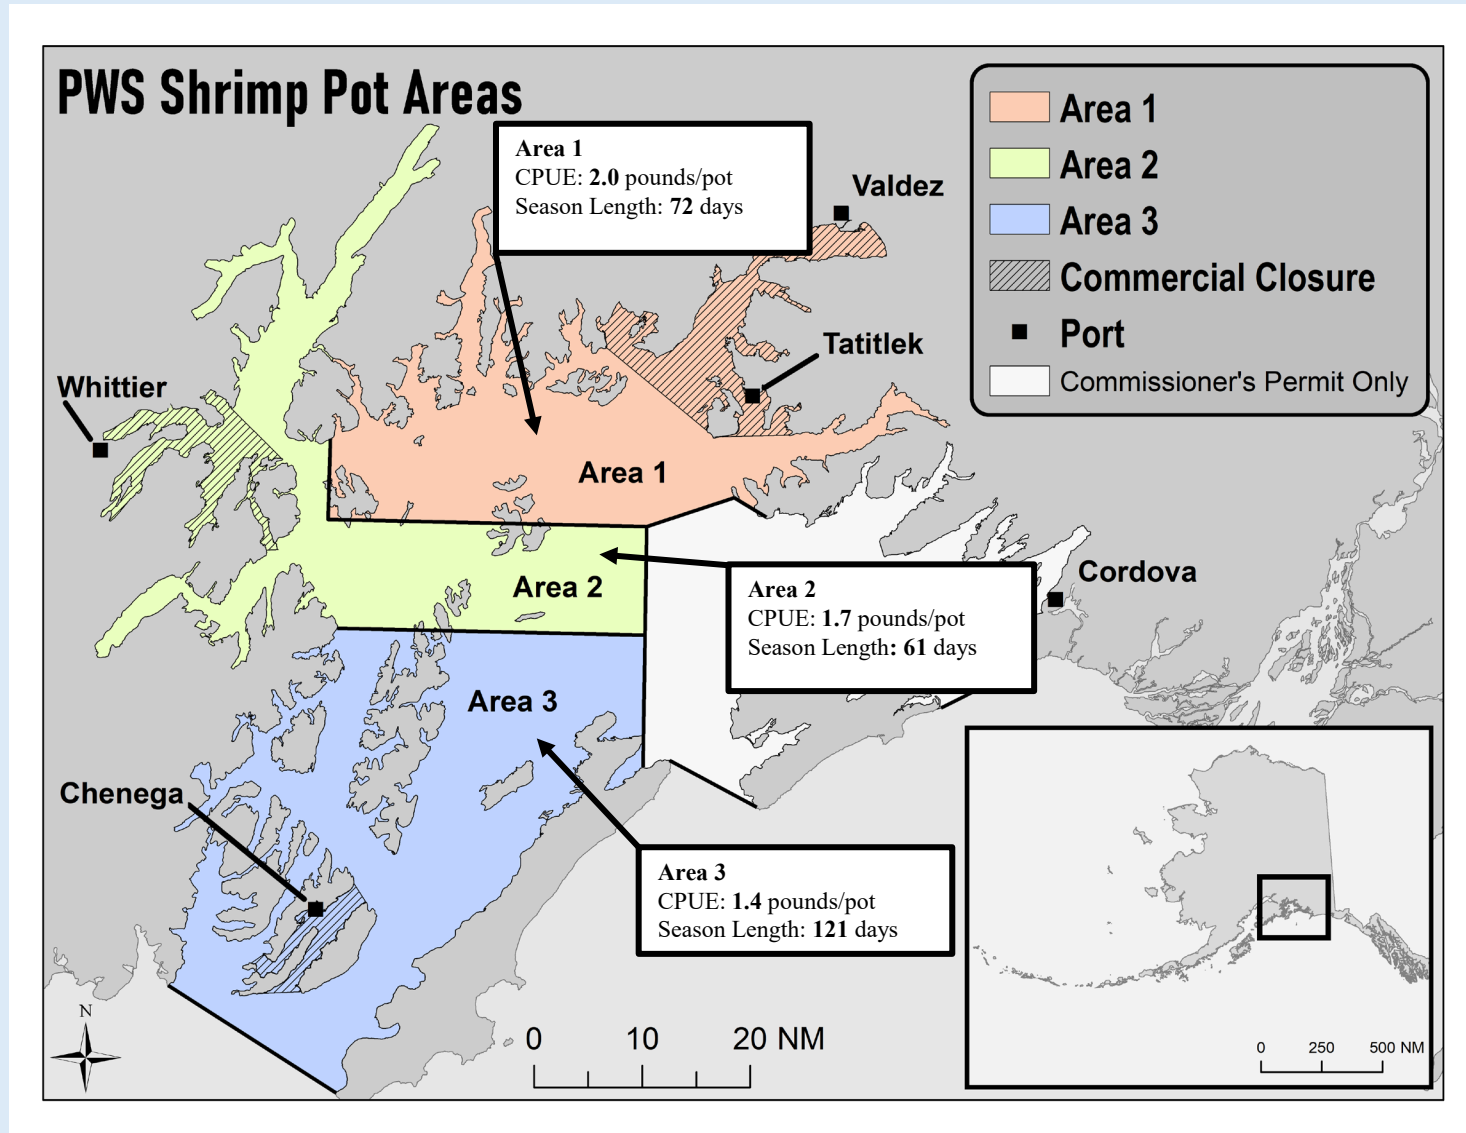 PWS Shrimp Pot Areas
Area 1
CPUE: 2.0 pounds/pot
Season Length: 72 days
Area 1
Area 2
Area 3
Commercial Closure
Port
Commissioner's Permit Only
Valdez
Tatitlek
Whittier
Area 1
Area 2
Area 2
CPUE: 1.7 pounds/pot
Season Length: 61 days
Cordova
Area 3
Chenega
Area 3
CPUE: 1.4 pounds/pot
Season Length: 121 days
N
0 10 20 NM
0 250 500 NM